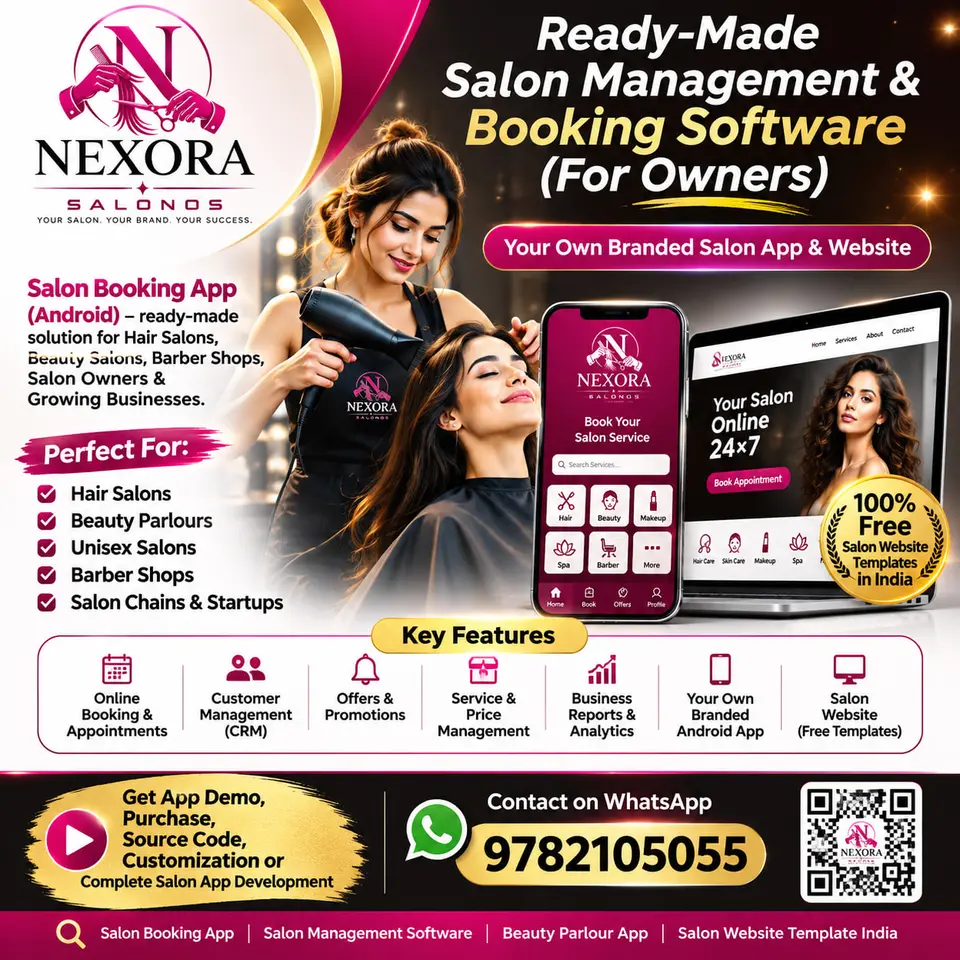 N
NEXORA
SALONOS
YOUR SALON. YOUR BRAND. YOUR SUCCESS.
Ready-Made
Salon Management &
Booking Software
(For Owners)
Your Own Branded Salon App & Website
Salon Booking App
(Android) – ready-made
solution for Hair Salons,
Beauty Salons, Barber Shops,
Salon Owners &
Growing Businesses.
Perfect For:
Hair Salons
Beauty Parlours
Unisex Salons
Barber Shops
Salon Chains & Startups
N
NEXORA
SALONOS
N
NEXORA
SALONOS
Book Your
Salon Service
Search Services...
Hair
Beauty
Makeup
Spa
Barber
More
Home
Book
Offers
Profile
NEXORA
Home
Services
About
Contact
Your Salon
Online
24×7
Book Appointment
Hair Care
Skin Care
Makeup
Spa
100%
Free
Salon Website
Templates
in India
Key Features
Online
Booking &
Appointments
Customer
Management
(CRM)
Offers &
Promotions
Service &
Price
Management
Business
Reports &
Analytics
Your Own
Branded
Android App
Salon
Website
(Free Templates)
Get App Demo,
Purchase,
Source Code,
Customization or
Complete Salon App Development
Contact on WhatsApp
9782105055
N
NEXORA
Salon Booking App | Salon Management Software | Beauty Parlour App | Salon Website Template India